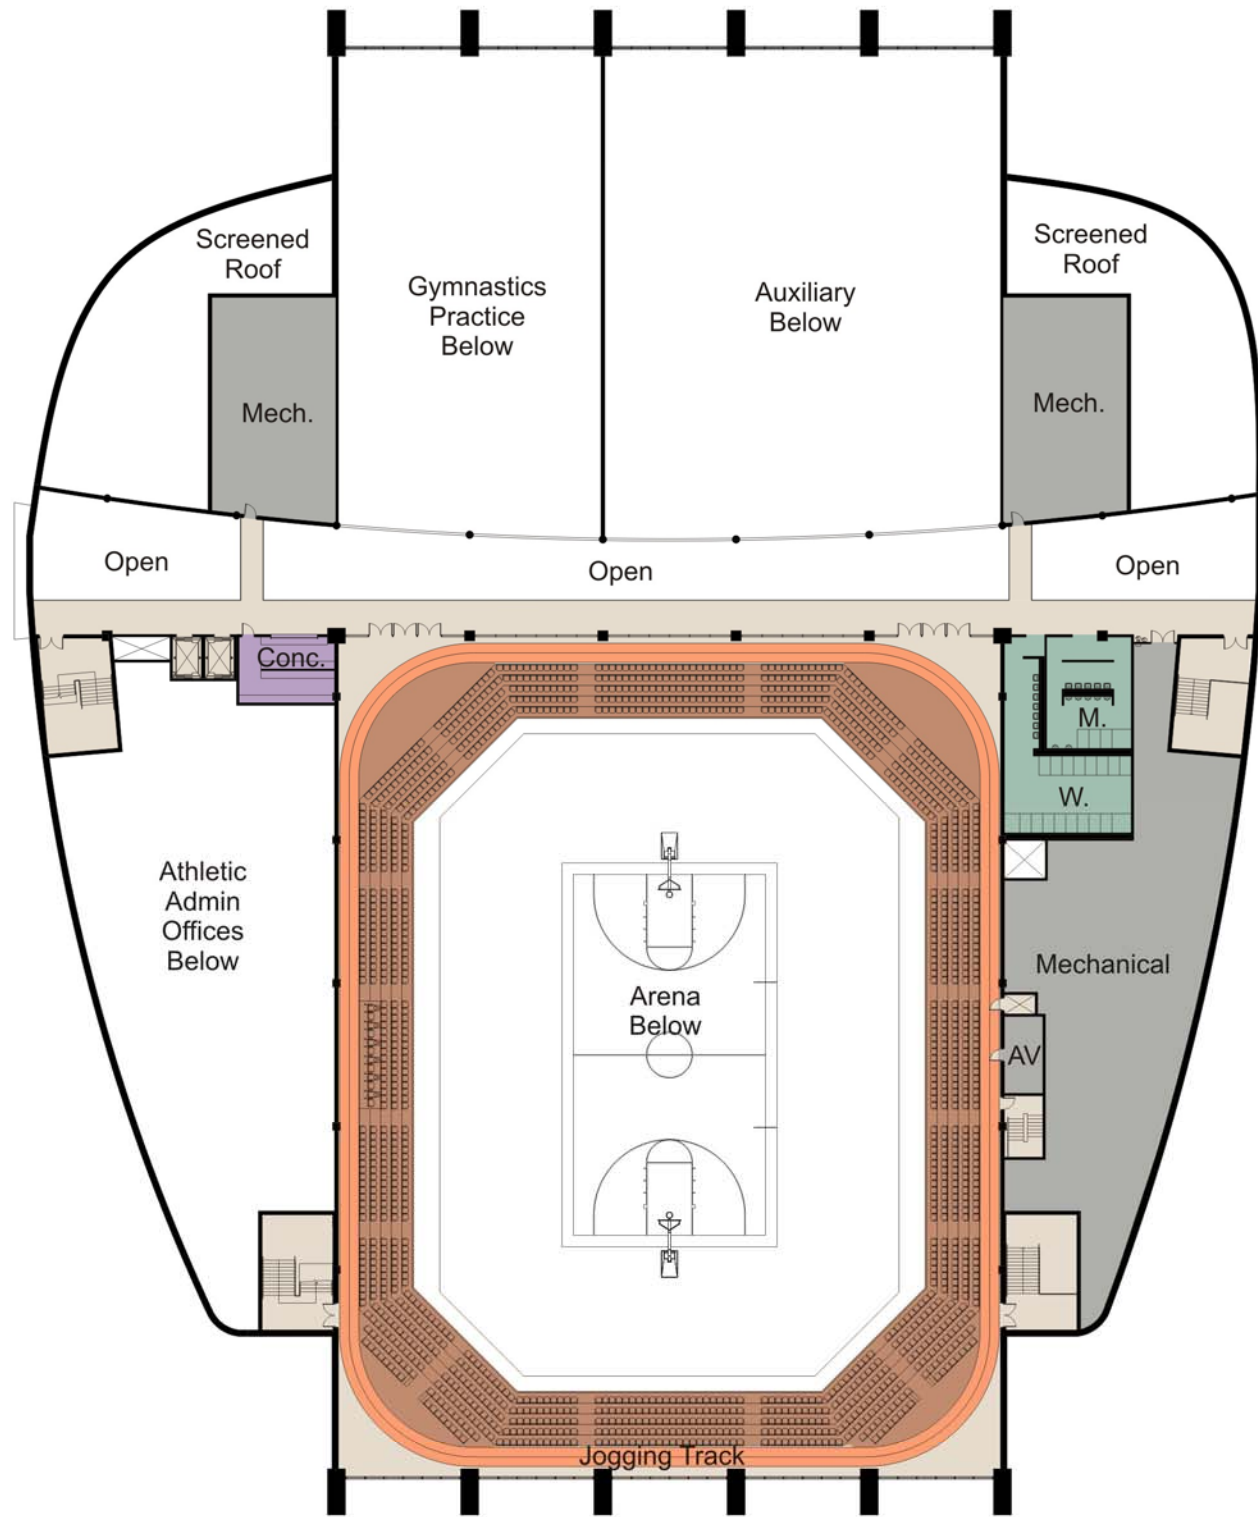 Screened
Roof
Screened
Roof
Gymnastics
Practice
Below
Auxiliary
Below
Mech.
Mech.
Open
Open
Open
Conc.
M.
W.
Athletic
Admin
Offices
Below
Mechanical
Arena
Below
AV
Jogging Track